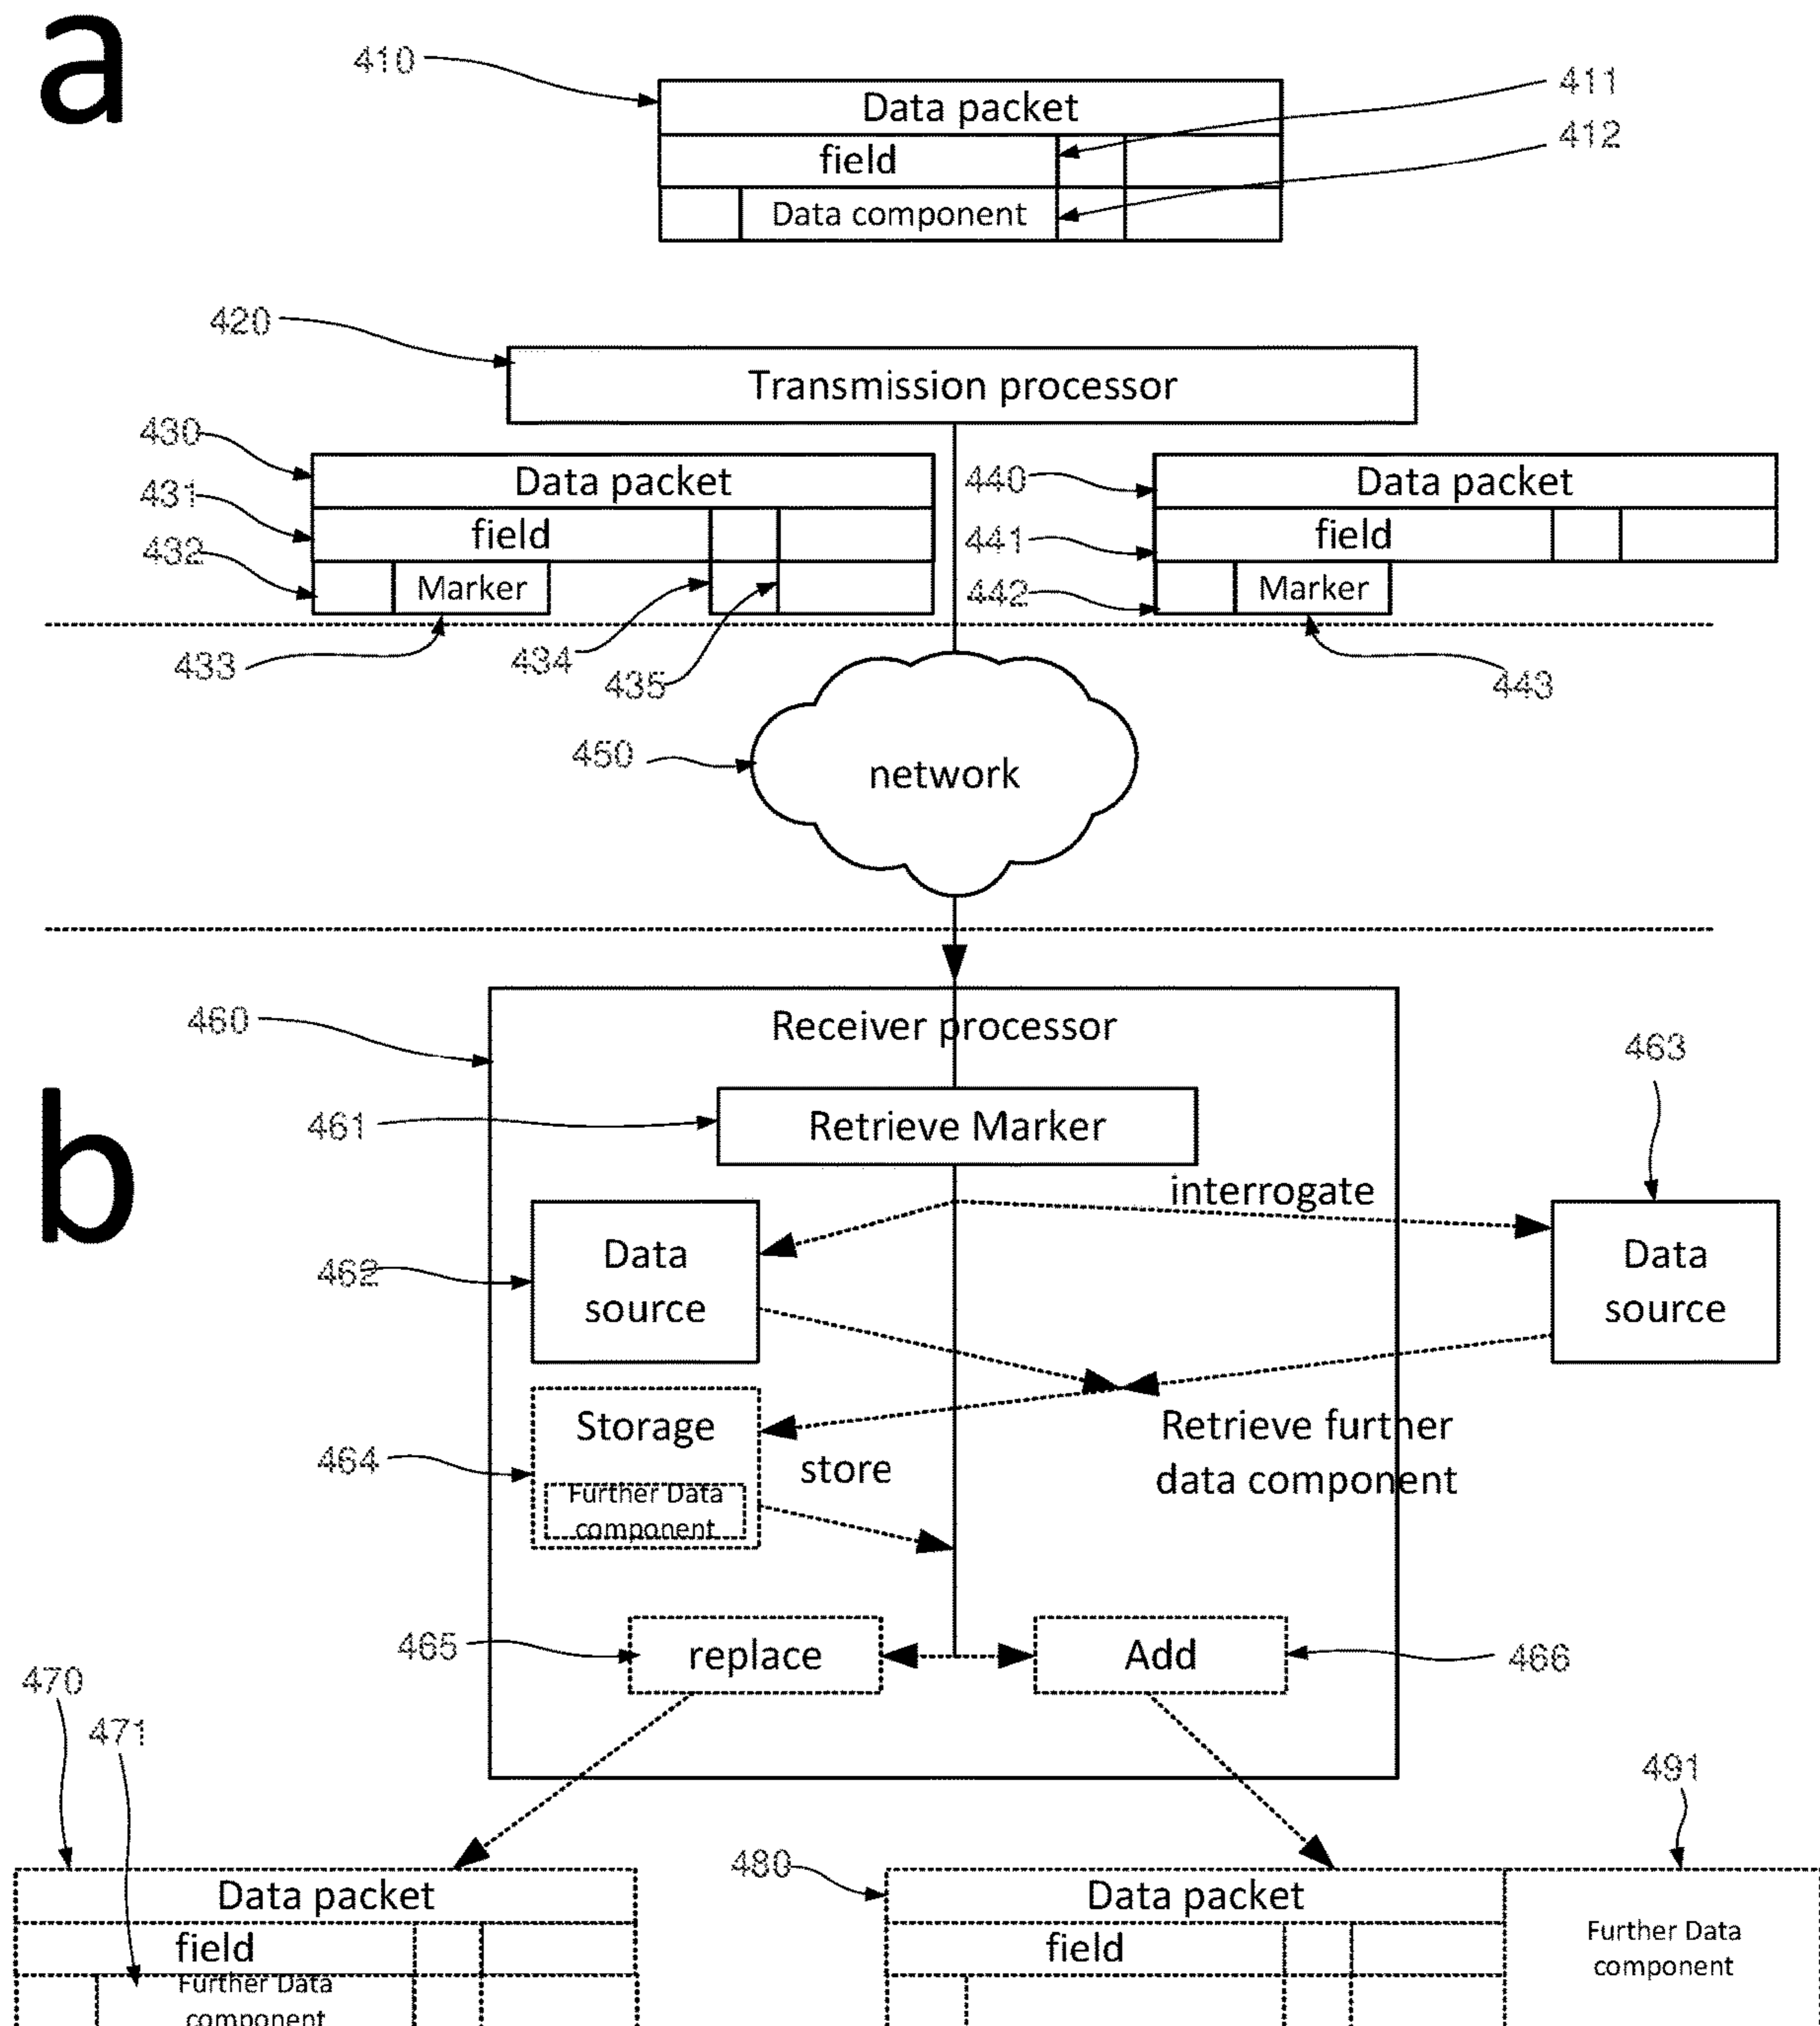 a
410
Data packet
411
field
412
Data component
420
Transmission processor
430
Data packet
440
Data packet
431
field
441
field
432
Marker
442
Marker
433
434
435
443
450
network
460
Receiver processor
b
463
461
Retrieve Marker
interrogate
462
Data
source
Data
source
Storage
464
store
Retrieve further
data component
Further Data
component
465
replace
Add
466
470
471
491
480
Data packet
Data packet
field
field
Further Data
component
Further Data
component